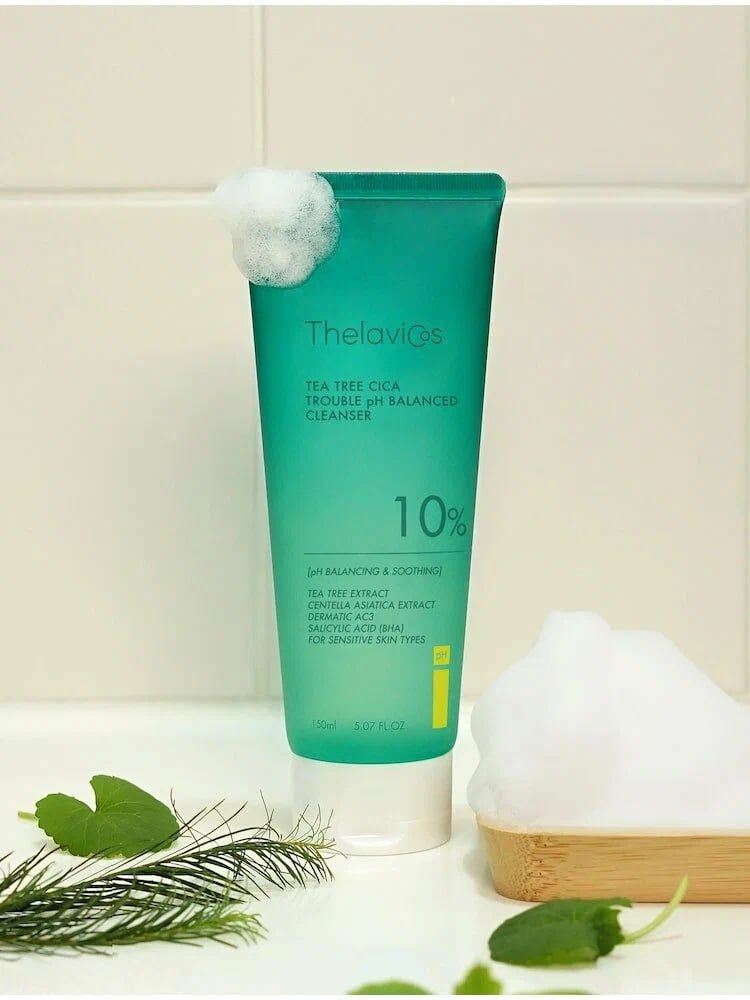 Thelavicos
TEA TREE CICA
TROUBLE pH BALANCED
CLEANSER
10%
[pH BALANCING & SOOTHING]
TEA TREE EXTRACT
CENTELLA ASIATICA EXTRACT
DERMATIC AC3
SALICYLIC ACID (BHA)
FOR SENSITIVE SKIN TYPES
pH
150ml 5.07 FL.OZ